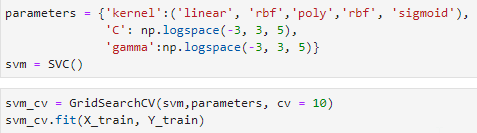 parameters = {'kernel':('linear', 'rbf','poly','rbf', 'sigmoid'),
'C': np.logspace(-3, 3, 5),
'gamma':np.logspace(-3, 3, 5)}
svm = SVC()
svm_cv = GridSearchCV(svm,parameters, cv = 10)
svm_cv.fit(X_train, Y_train)